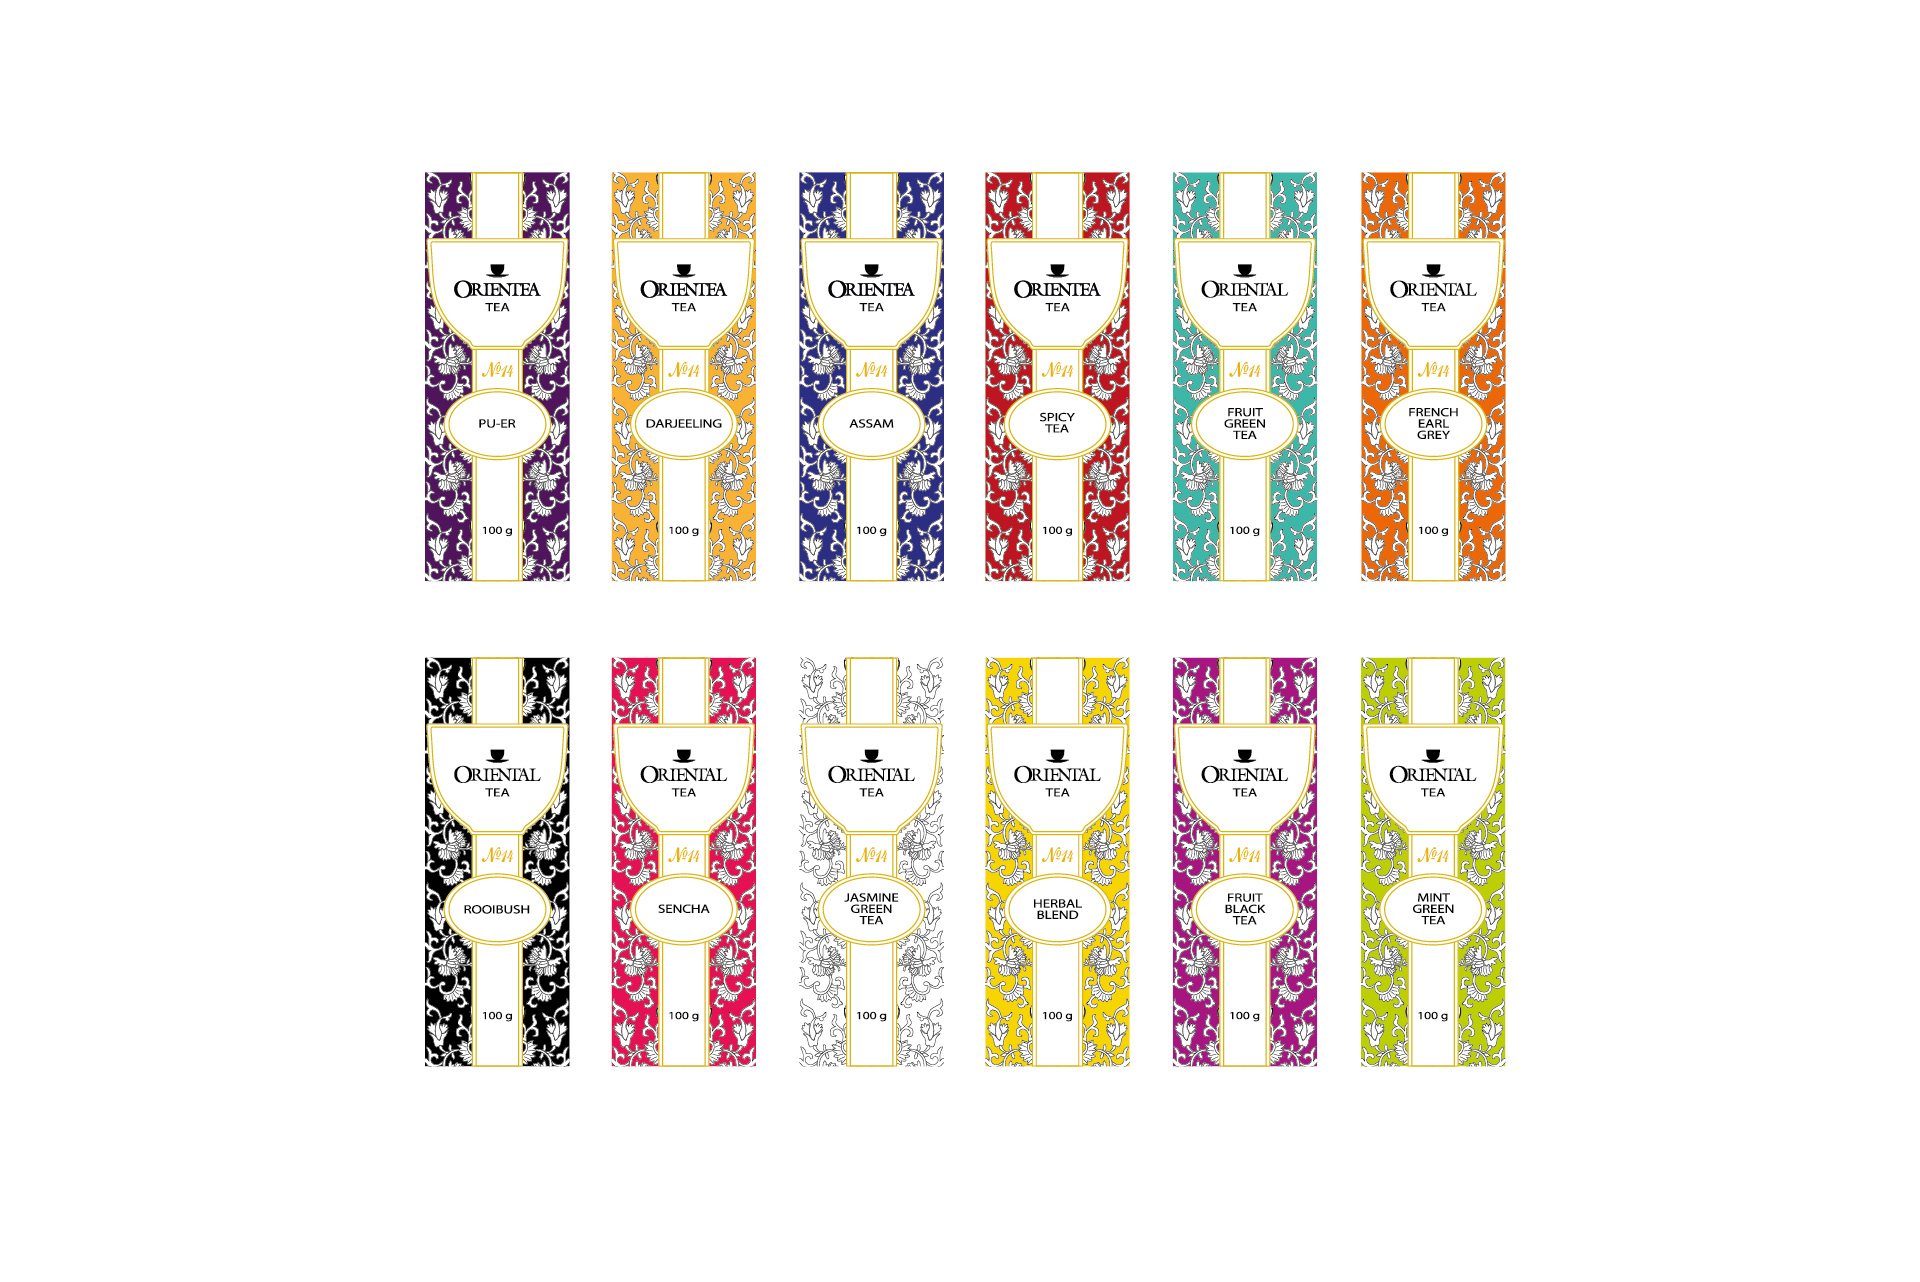 ORIENTEA
TEA
№14
PU-ER
100 g
ORIENTEA
TEA
№14
DARJEELING
100 g
ORIENTEA
TEA
№14
ASSAM
100 g
ORIENTEA
TEA
№14
SPICY
TEA
100 g
ORIENTAL
TEA
№14
FRUIT
GREEN
TEA
100 g
ORIENTAL
TEA
№14
FRENCH
EARL
GREY
100 g
ORIENTAL
TEA
№14
ROOIBUSH
100 g
ORIENTAL
TEA
№14
SENCHA
100 g
ORIENTAL
TEA
№14
JASMINE
GREEN
TEA
100 g
ORIENTAL
TEA
№14
HERBAL
BLEND
100 g
ORIENTAL
TEA
№14
FRUIT
BLACK
TEA
100 g
ORIENTAL
TEA
№14
MINT
GREEN
TEA
100 g